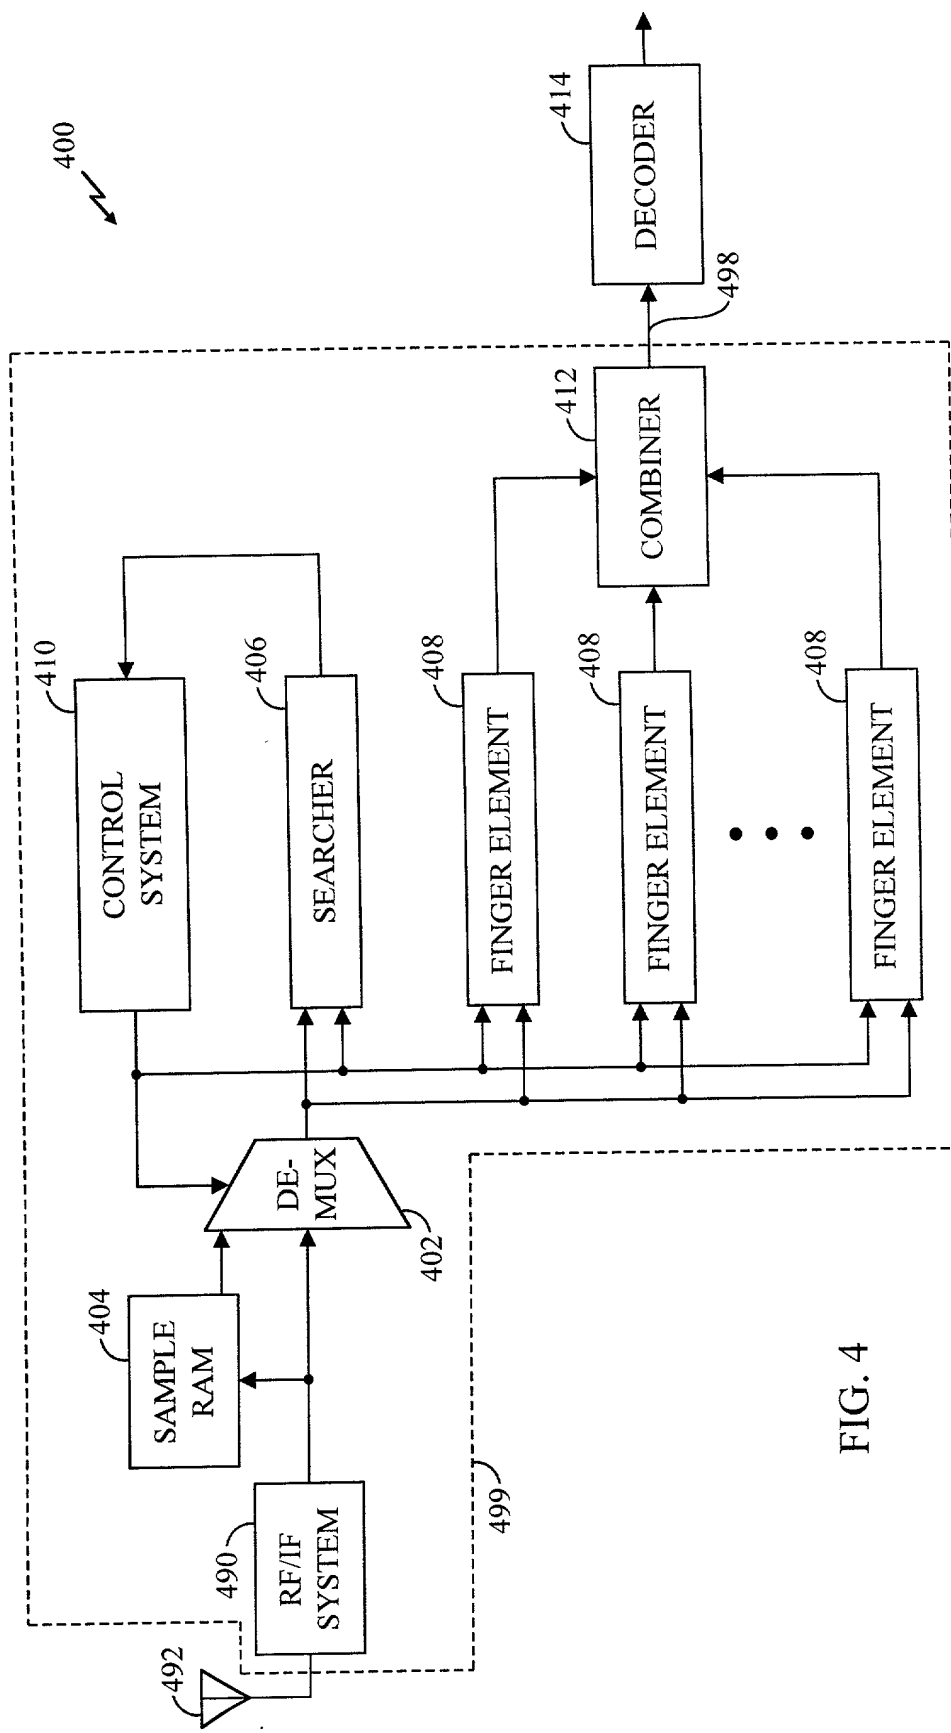 400
492
490
RF/IF
SYSTEM
404
SAMPLE
RAM
402
DE-
MUX
410
CONTROL
SYSTEM
406
SEARCHER
408
FINGER ELEMENT
408
FINGER ELEMENT
408
FINGER ELEMENT
412
COMBINER
498
414
DECODER
499
FIG. 4